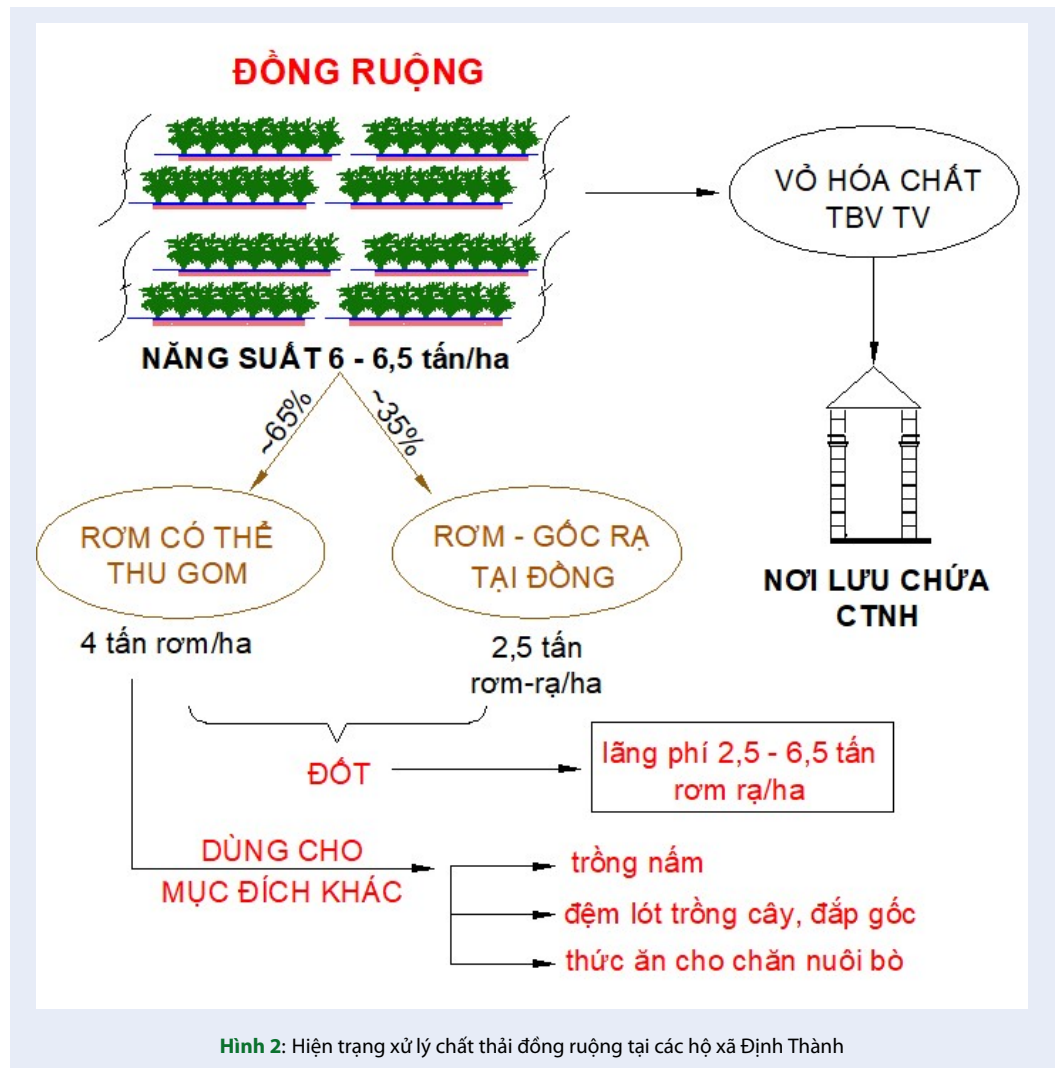 ĐỒNG RUỘNG
VỎ HÓA CHẤT
TBV TV
NĂNG SUẤT 6 - 6,5 tấn/ha
~65%
~35%
RƠM CÓ THỂ
THU GOM
RƠM - GỐC RẠ
TẠI ĐỒNG
NƠI LƯU CHỨA
CTNH
4 tấn rơm/ha
2,5 tấn
rơm-rạ/ha
ĐỐT
lãng phí 2,5 - 6,5 tấn
rơm rạ/ha
DÙNG CHO
MỤC ĐÍCH KHÁC
trồng nấm
đệm lót trồng cây, đắp gốc
thức ăn cho chăn nuôi bò
Hình 2: Hiện trạng xử lý chất thải đồng ruộng tại các hộ xã Định Thành